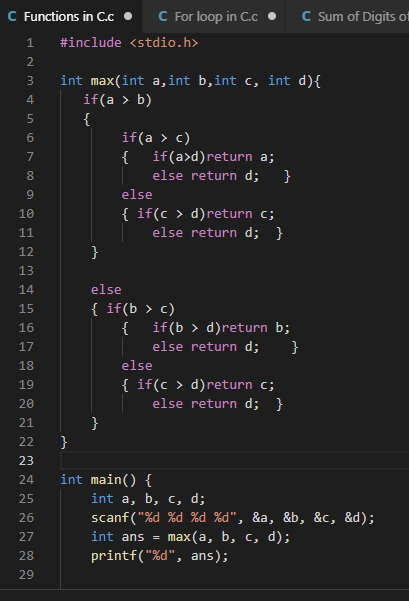 C Functions in C.c ● C For loop in C.c ● C Sum of Digits of
1 #include <stdio.h>
2
3 int max(int a,int b,int c, int d){
4    if(a > b)
5    {
6         if(a > c)
7         {   if(a>d)return a;
8             else return d;   }
9         else
10        { if(c > d)return c;
11            else return d;  }
12    }
13
14    else
15    { if(b > c)
16        {   if(b > d)return b;
17            else return d;    }
18        else
19        { if(c > d)return c;
20            else return d;  }
21    }
22 }
23
24 int main() {
25    int a, b, c, d;
26    scanf("%d %d %d %d", &a, &b, &c, &d);
27    int ans = max(a, b, c, d);
28    printf("%d", ans);
29